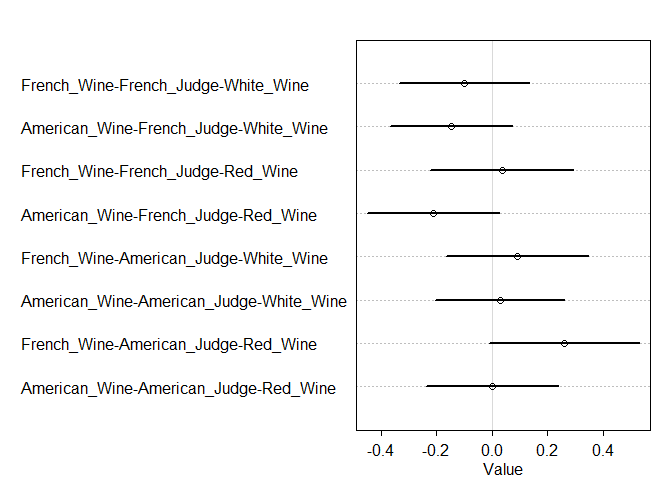 French_Wine-French_Judge-White_Wine
American_Wine-French_Judge-White_Wine
French_Wine-French_Judge-Red_Wine
American_Wine-French_Judge-Red_Wine
French_Wine-American_Judge-White_Wine
American_Wine-American_Judge-White_Wine
French_Wine-American_Judge-Red_Wine
American_Wine-American_Judge-Red_Wine
-0.4 -0.2 0.0 0.2 0.4
Value